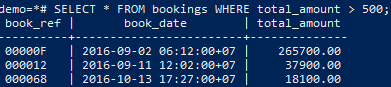 demo=*# SELECT * FROM bookings WHERE total_amount > 500;
book_ref | book_date | total_amount
----------+------------------------+--------------
00000F | 2016-09-02 06:12:00+07 | 265700.00
000012 | 2016-09-11 12:02:00+07 | 37900.00
000068 | 2016-10-13 17:27:00+07 | 18100.00